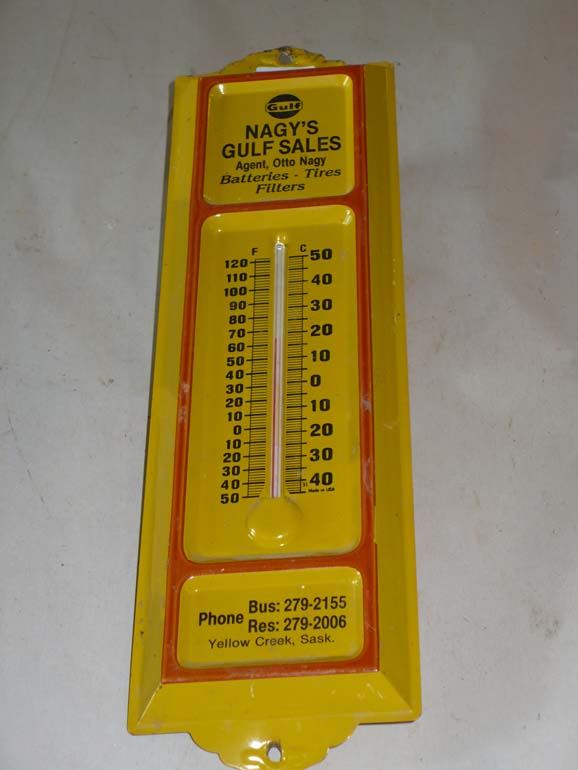 Gulf
NAGY'S
GULF SALES
Agent, Otto Nagy
Batteries - Tires
Filters
F C
120 50
110 40
100 30
90 20
80 10
70 0
60 10
50 20
40 30
30 40
20
10
0
10
20
30
40
50
31
Made in USA
Phone Bus: 279-2155
Res: 279-2006
Yellow Creek, Sask.